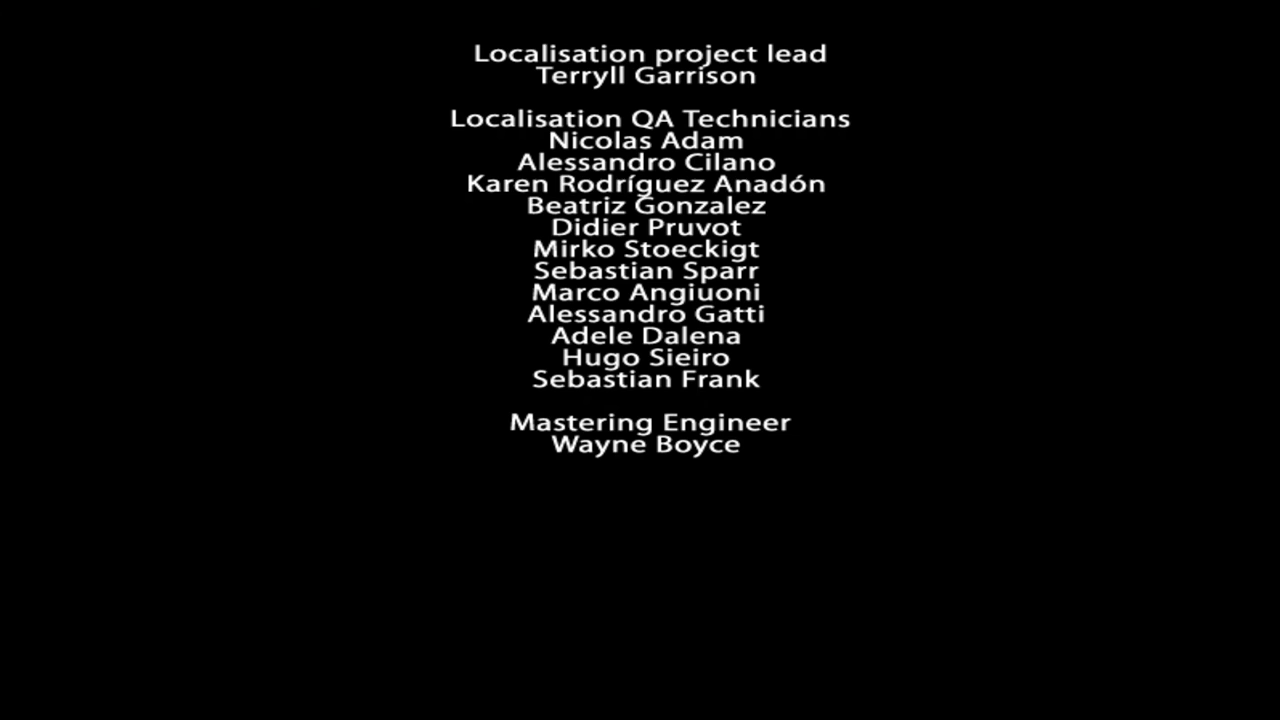 Localisation project lead
Terryll Garrison
Localisation QA Technicians
Nicolas Adam
Alessandro Cilano
Karen Rodríguez Anadón
Beatriz Gonzalez
Didier Pruvot
Mirko Stoeckigt
Sebastian Sparr
Marco Angiuoni
Alessandro Gatti
Adele Dalena
Hugo Sieiro
Sebastian Frank
Mastering Engineer
Wayne Boyce